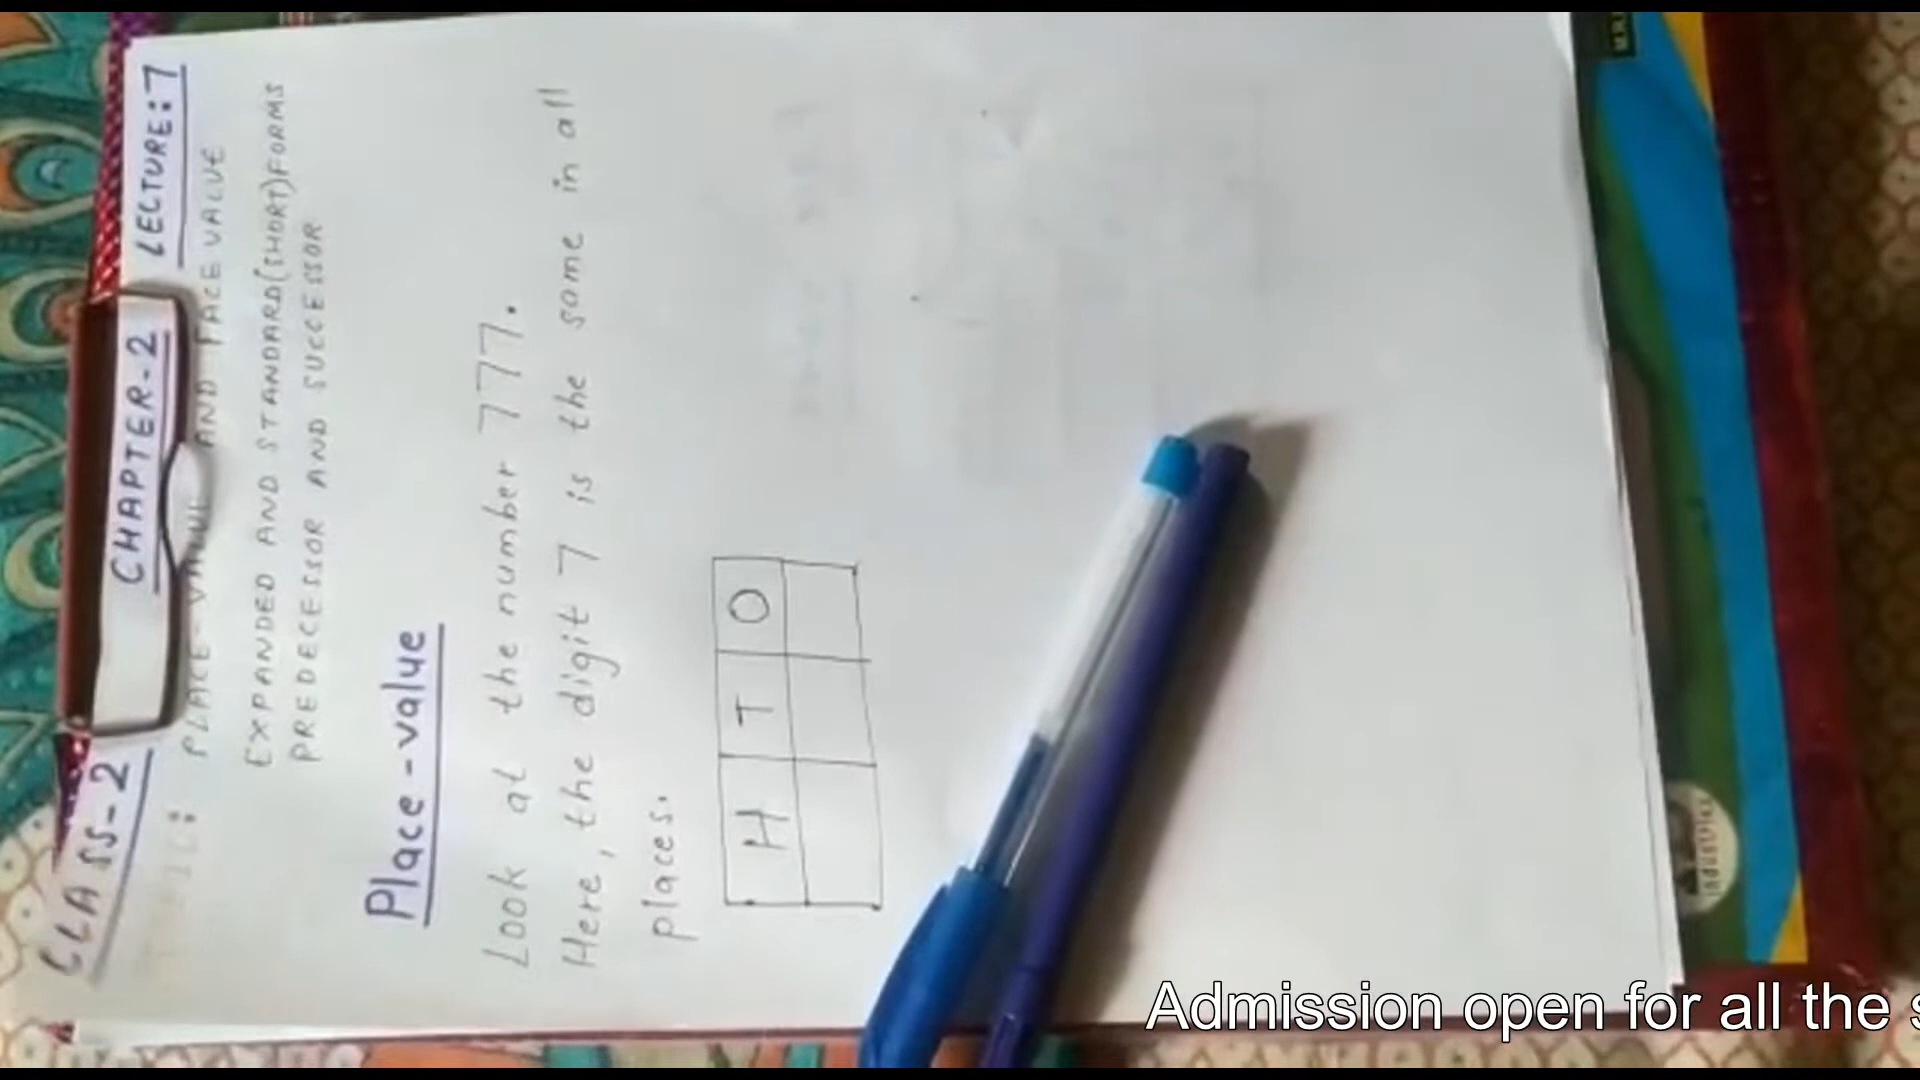 CLASS-2 CHAPTER-2 LECTURE:7
PLACE-VALUE AND FACE VALUE
EXPANDED AND STANDARD(SHORT)FORMS
PREDECESSOR AND SUCCESSOR
Place-value
Look at the number 777.
Here, the digit 7 is the same in all
places.
H T O
Admission open for all the